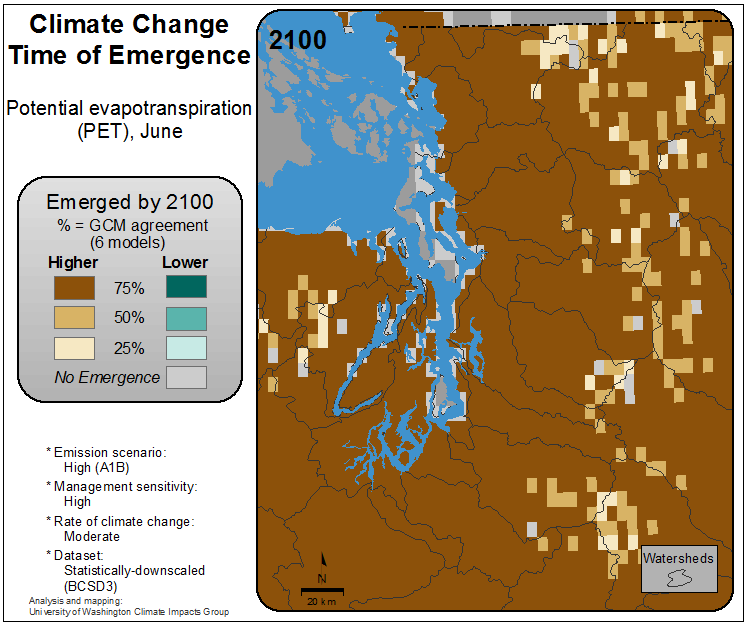 Climate Change
Time of Emergence
Potential evapotranspiration
(PET), June
Emerged by 2100
% = GCM agreement
(6 models)
Higher Lower
75%
50%
25%
No Emergence
* Emission scenario:
High (A1B)
* Management sensitivity:
High
* Rate of climate change:
Moderate
* Dataset:
Statistically-downscaled
(BCSD3)
Analysis and mapping:
University of Washington Climate Impacts Group
2100
N
20 km
Watersheds